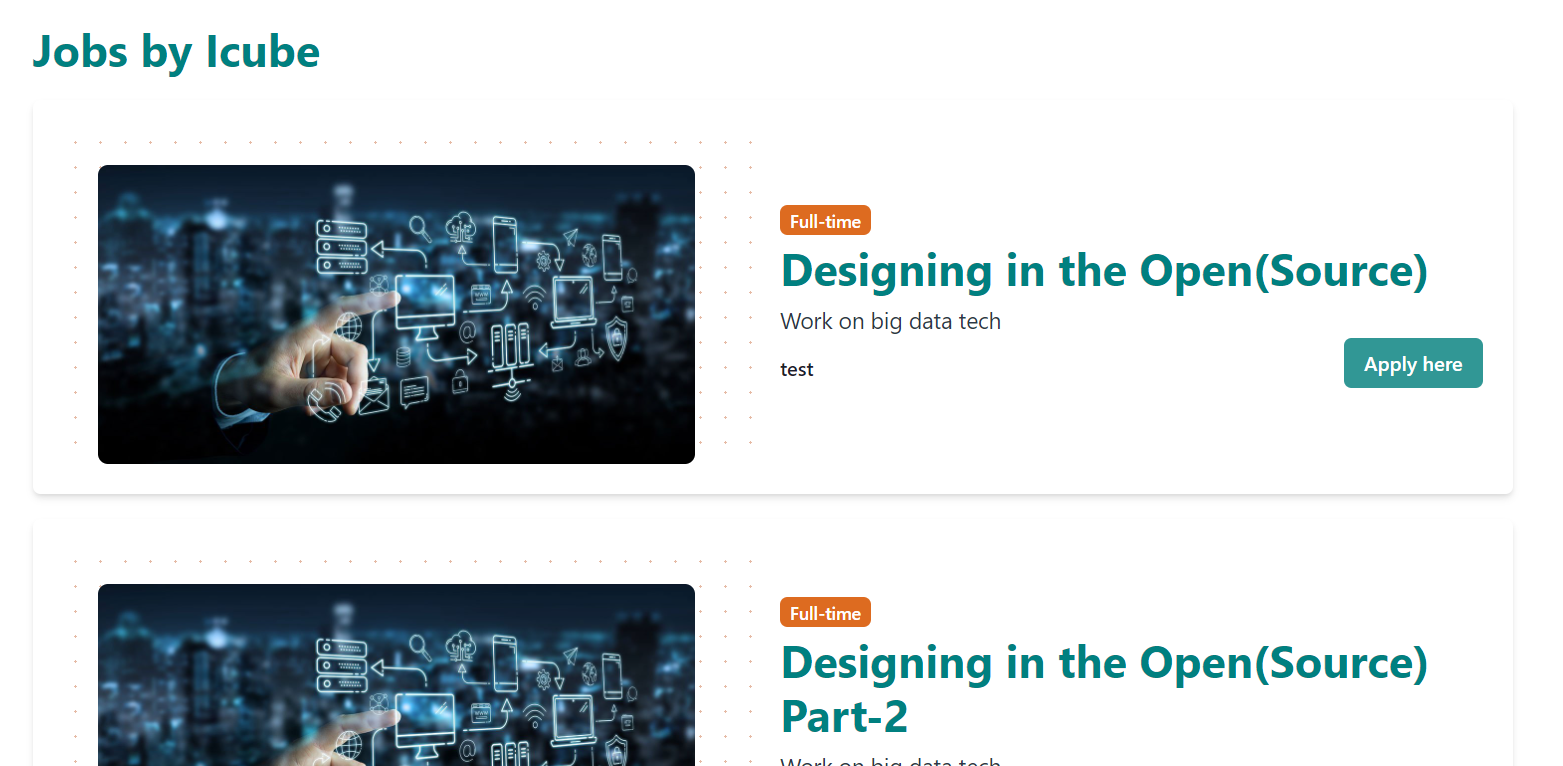 Jobs by Icube
Full-time
Designing in the Open(Source)
Work on big data tech
test
Apply here
Full-time
Designing in the Open(Source)
Part-2
Work on big data tech